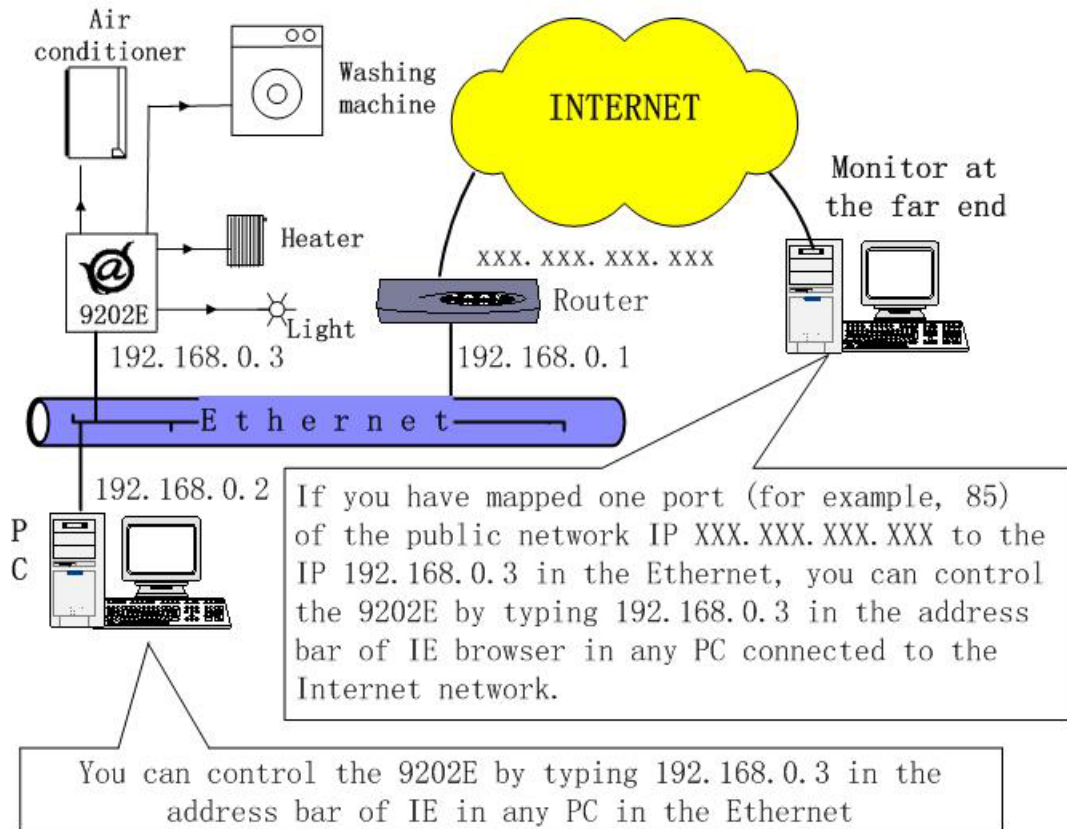 Air
conditioner
Washing
machine
INTERNET
Monitor at
the far end
Heater
xxx.xxx.xxx.xxx
@
9202E
Light
Router
192.168.0.3
192.168.0.1
Ethernet
192.168.0.2
P
C
If you have mapped one port (for example, 85)
of the public network IP XXX.XXX.XXX.XXX to the
IP 192.168.0.3 in the Ethernet, you can control
the 9202E by typing 192.168.0.3 in the address
bar of IE browser in any PC connected to the
Internet network.
You can control the 9202E by typing 192.168.0.3 in the
address bar of IE in any PC in the Ethernet